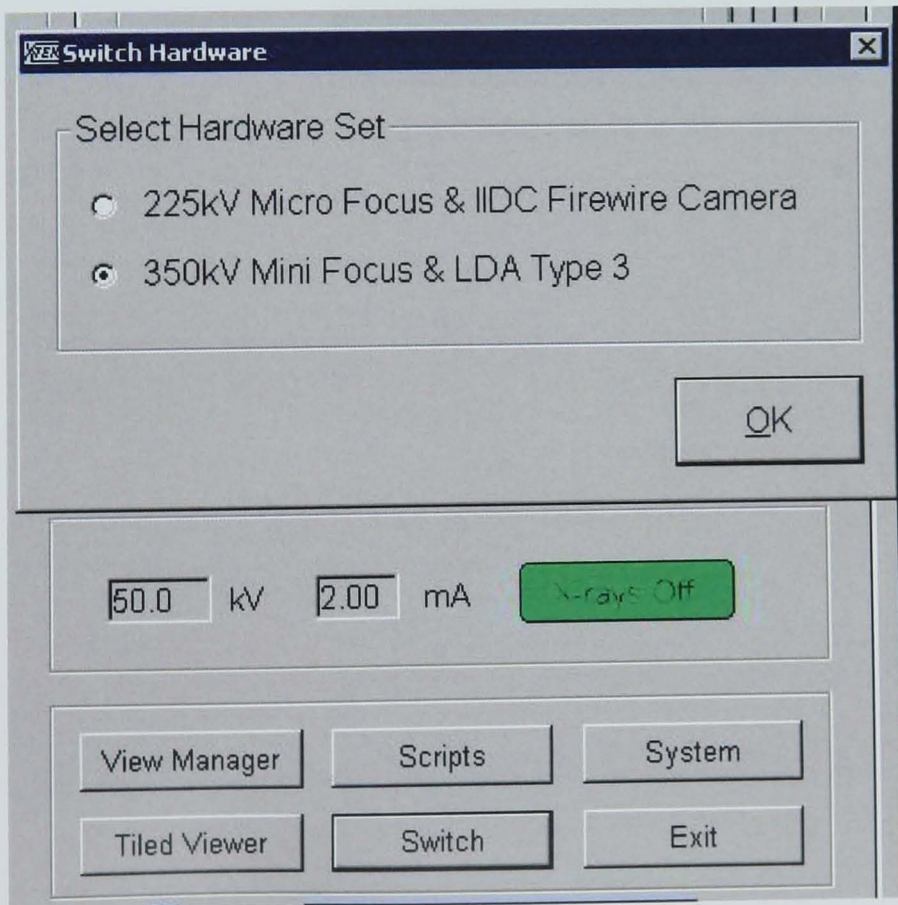 XTEK Switch Hardware
Select Hardware Set
225kV Micro Focus & IIDC Firewire Camera
350kV Mini Focus & LDA Type 3
OK
50.0 kV 2.00 mA X-rays Off
View Manager Scripts System
Tiled Viewer Switch Exit